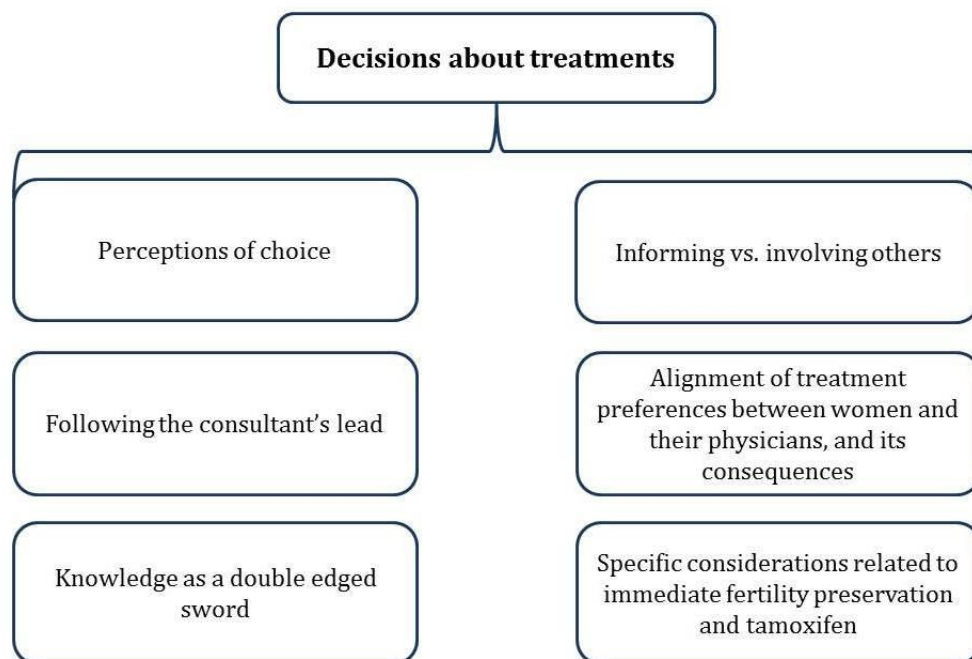 Decisions about treatments
Perceptions of choice
Informing vs. involving others
Following the consultant's lead
Alignment of treatment
preferences between women and
their physicians, and its
consequences
Knowledge as a double edged
sword
Specific considerations related to
immediate fertility preservation
and tamoxifen